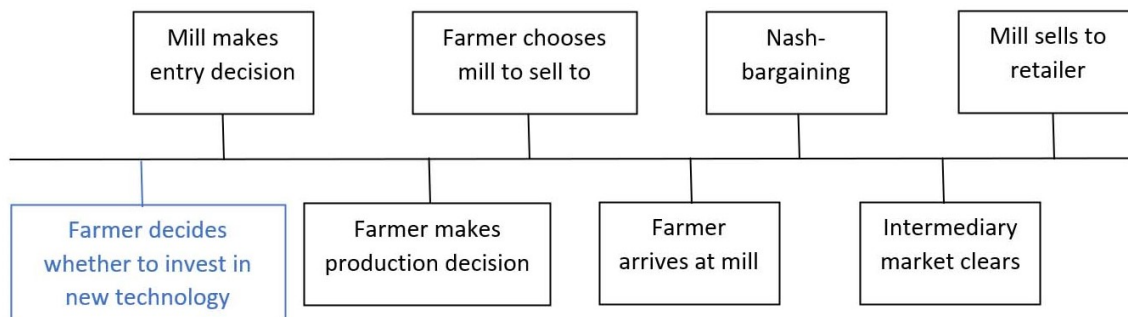 Mill makes
entry decision
Farmer chooses
mill to sell to
Nash-
bargaining
Mill sells to
retailer
Farmer decides
whether to invest in
new technology
Farmer makes
production decision
Farmer
arrives at mill
Intermediary
market clears